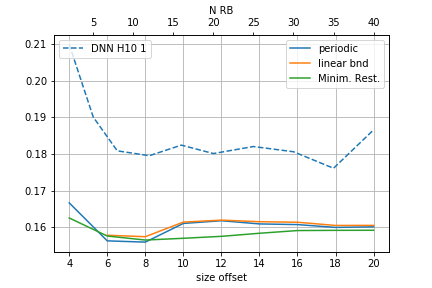 N RB
5 10 15 20 25 30 35 40
0.21
0.20
0.19
0.18
0.17
0.16
DNN H10 1
periodic
linear bnd
Minim. Rest.
4 6 8 10 12 14 16 18 20
size offset